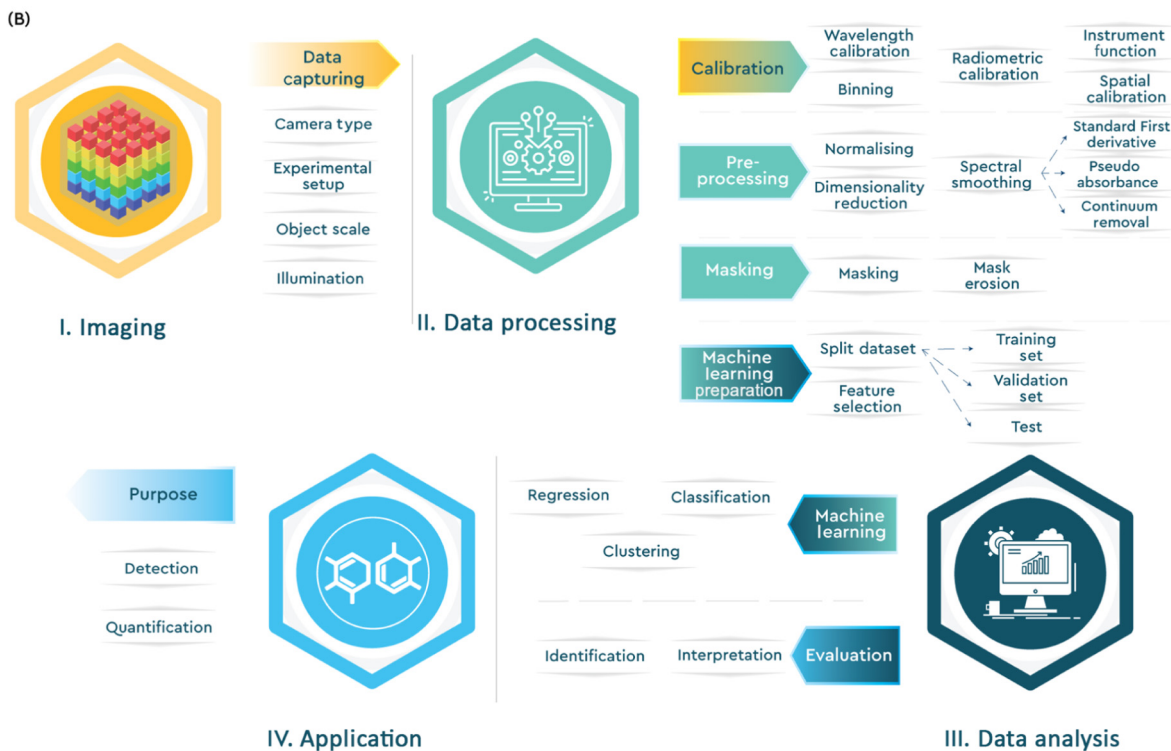 (B)
Data
capturing
Camera type
Experimental
setup
Object scale
Illumination
I. Imaging
II. Data processing
Calibration
Wavelength
calibration
Binning
Radiometric
calibration
Instrument
function
Spatial
calibration
Pre-
processing
Normalising
Dimensionality
reduction
Spectral
smoothing
Standard First
derivative
Pseudo
absorbance
Continuum
removal
Masking
Masking
Mask
erosion
Machine
learning
preparation
Split dataset
Feature
selection
Training
set
Validation
set
Test
Purpose
Detection
Quantification
IV. Application
Regression
Classification
Clustering
Machine
learning
Identification
Interpretation
Evaluation
III. Data analysis